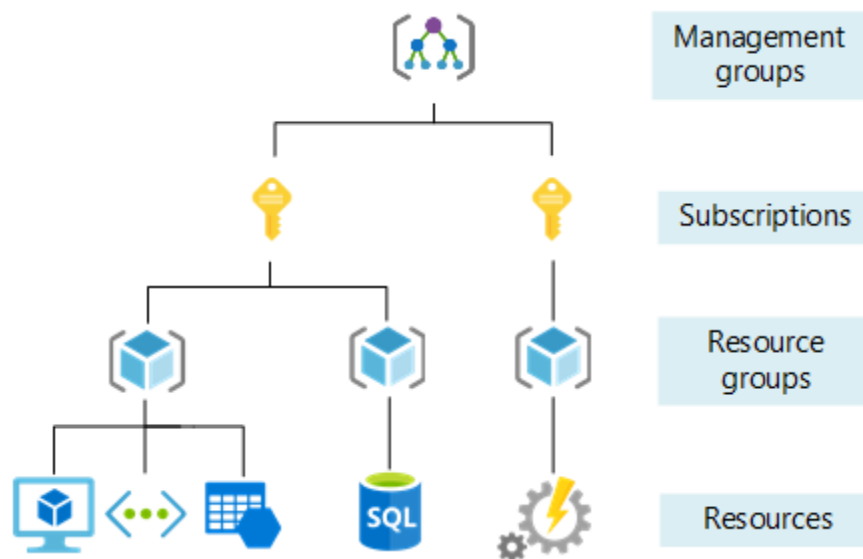 Management
groups
Subscriptions
Resource
groups
SQL
Resources